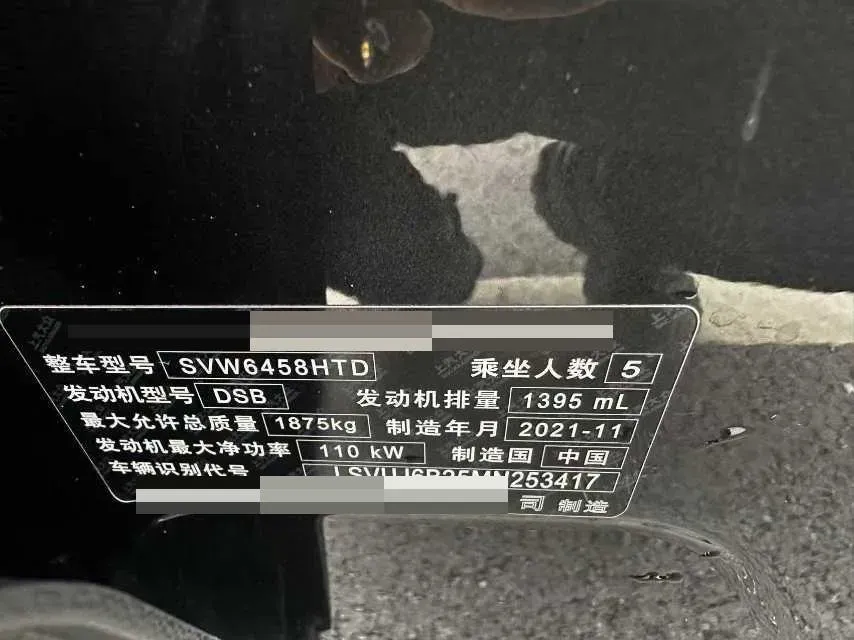 整车型号 SVW6458HTD 乘坐人数 5
发动机型号 DSB 发动机排量 1395 mL
最大允许总质量 1875kg 制造年月 2021-11
发动机最大净功率 110 kW 制造国 中国
车辆识别代号 253417
司 制造